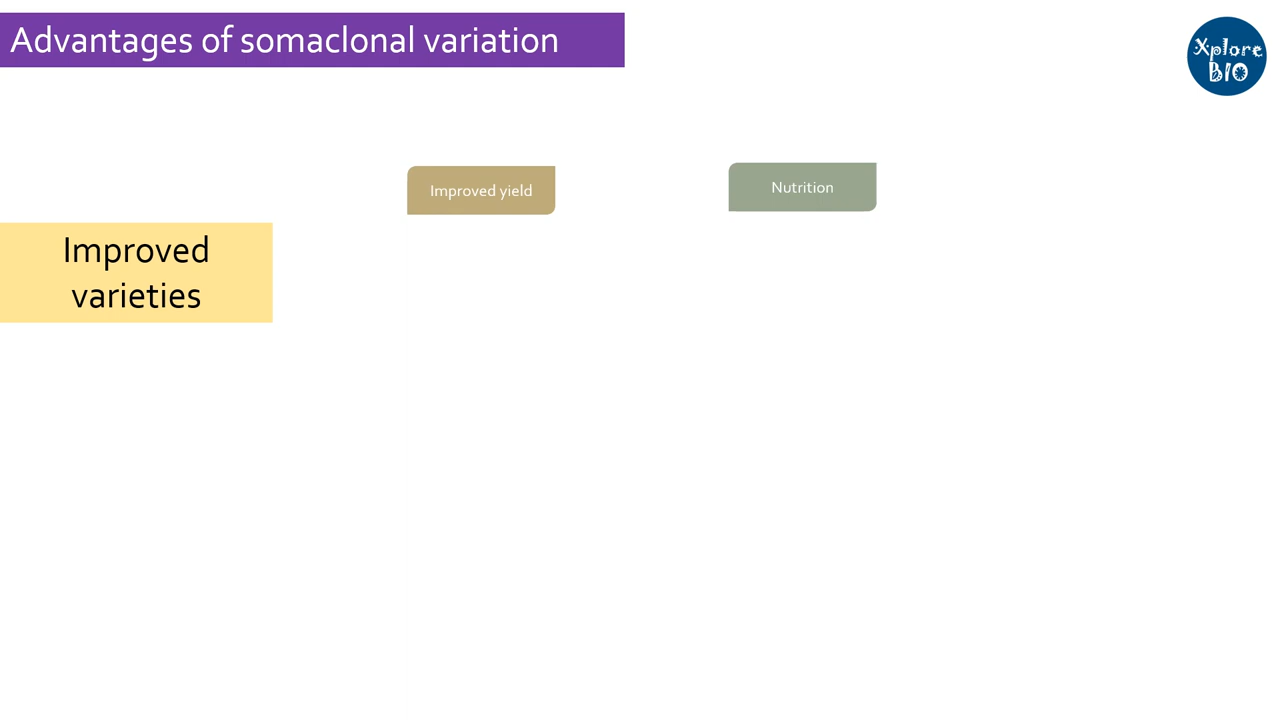 Advantages of somaclonal variation
Xplore
BIO
Improved yield
Nutrition
Improved
varieties